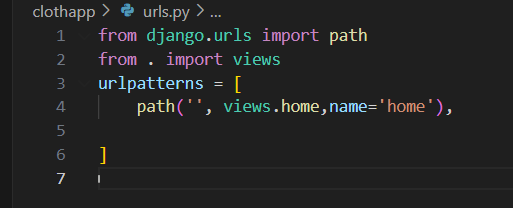 clothapp > urls.py > ...
1 from django.urls import path
2 from . import views
3 urlpatterns = [
4     path('', views.home,name='home'),
5
6 ]
7